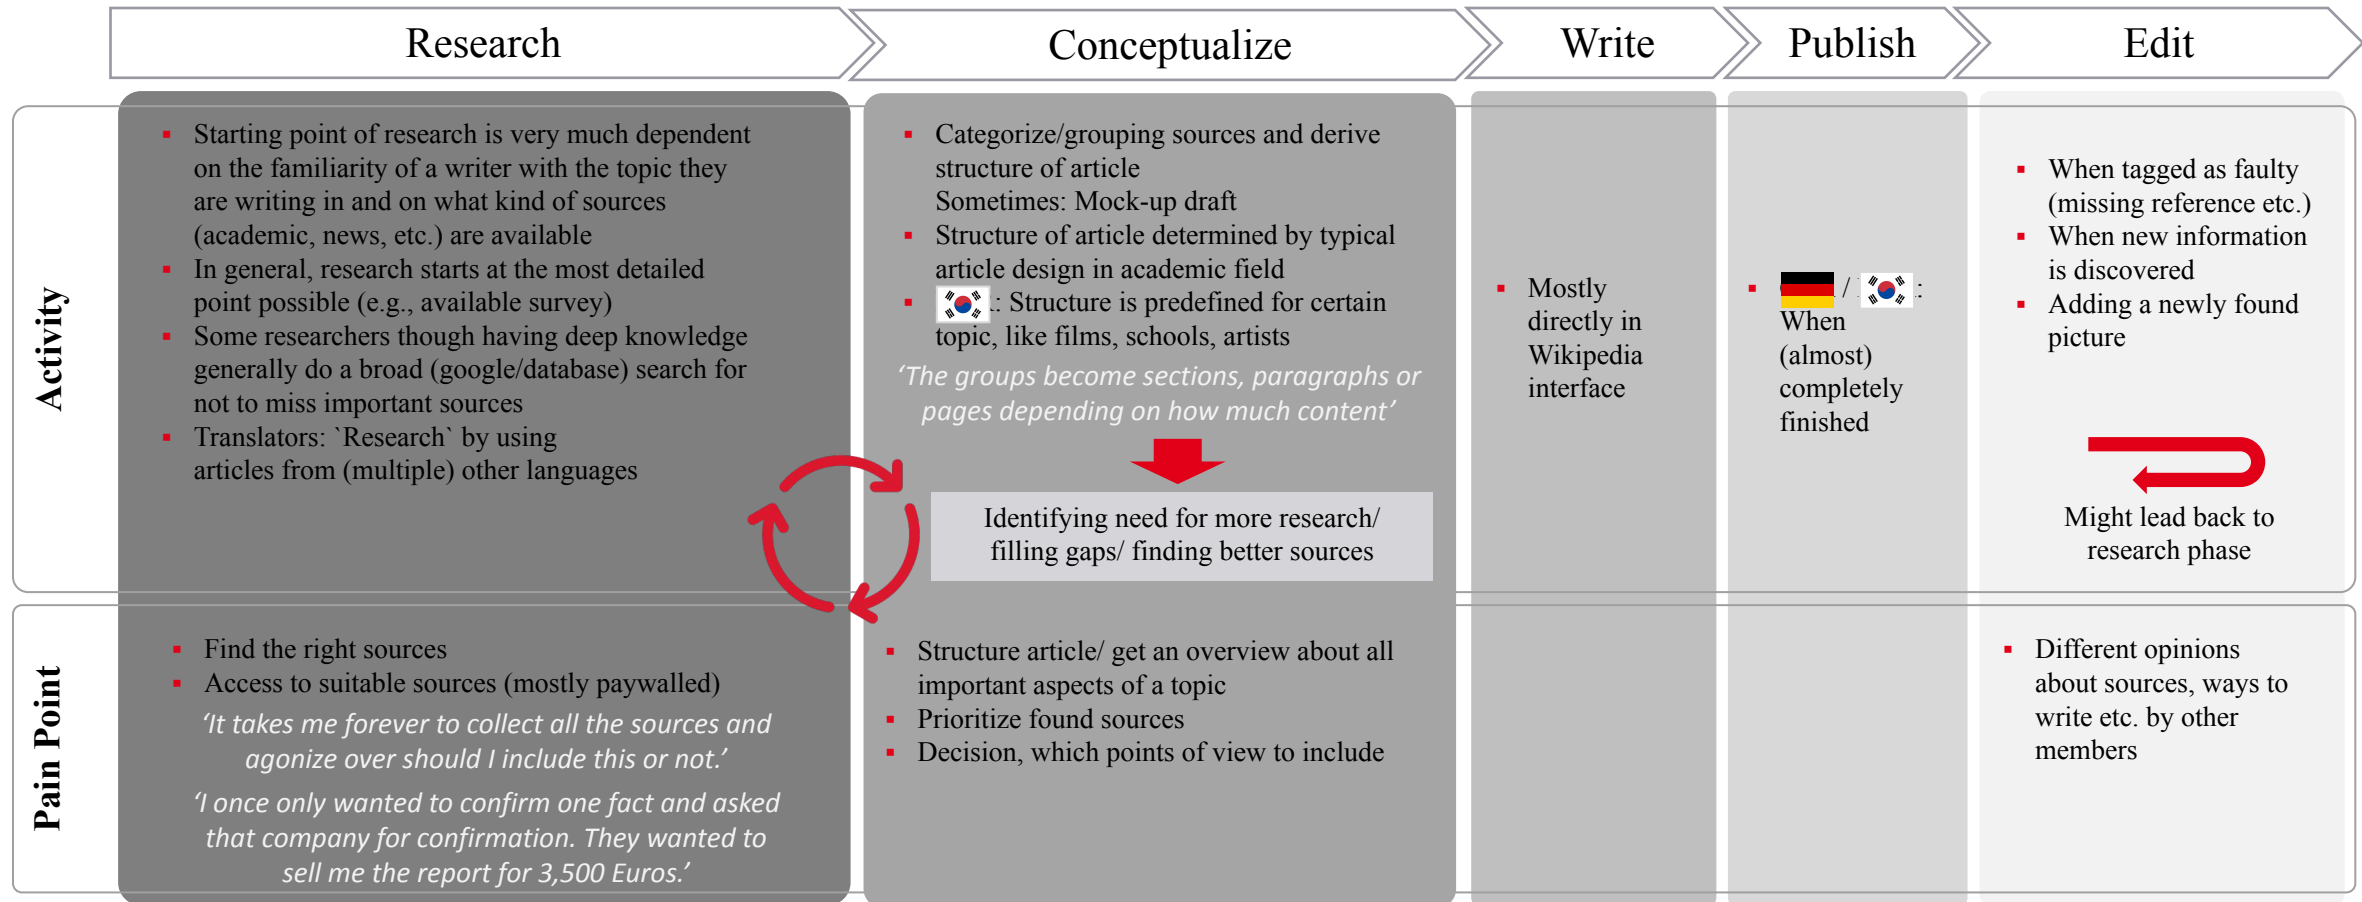 Research
Conceptualize
Write
Publish
Edit
Activity
▪ Starting point of research is very much dependent
on the familiarity of a writer with the topic they
are writing in and on what kind of sources
(academic, news, etc.) are available
▪ In general, research starts at the most detailed
point possible (e.g., available survey)
▪ Some researchers though having deep knowledge
generally do a broad (google/database) search for
not to miss important sources
▪ Translators: `Research` by using
articles from (multiple) other languages
▪ Categorize/grouping sources and derive
structure of article
Sometimes: Mock-up draft
▪ Structure of article determined by typical
article design in academic field
▪ : Structure is predefined for certain
topic, like films, schools, artists
‘The groups become sections, paragraphs or
pages depending on how much content’
Identifying need for more research/
filling gaps/ finding better sources
▪ Mostly
directly in
Wikipedia
interface
▪ / :
When
(almost)
completely
finished
▪ When tagged as faulty
(missing reference etc.)
▪ When new information
is discovered
▪ Adding a newly found
picture
Might lead back to
research phase
Pain Point
▪ Find the right sources
▪ Access to suitable sources (mostly paywalled)
‘It takes me forever to collect all the sources and
agonize over should I include this or not.’
‘I once only wanted to confirm one fact and asked
that company for confirmation. They wanted to
sell me the report for 3,500 Euros.’
▪ Structure article/ get an overview about all
important aspects of a topic
▪ Prioritize found sources
▪ Decision, which points of view to include
▪ Different opinions
about sources, ways to
write etc. by other
members